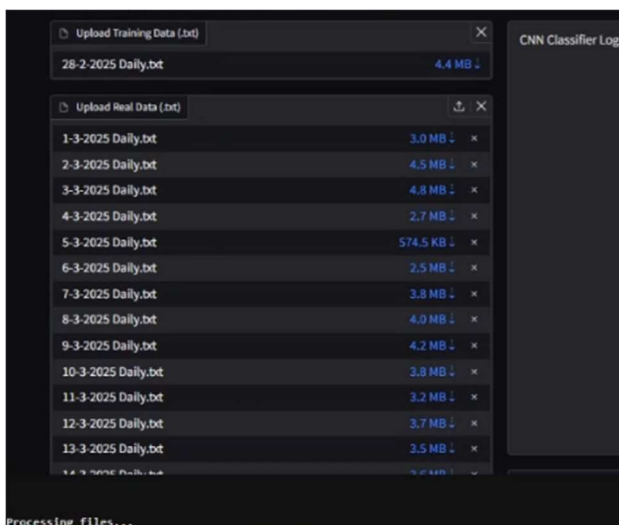 Upload Training Data (.txt)
28-2-2025 Daily.txt 4.4 MB ↓
CNN Classifier Log
Upload Real Data (.txt)
1-3-2025 Daily.txt 3.0 MB ↓ ×
2-3-2025 Daily.txt 4.5 MB ↓ ×
3-3-2025 Daily.txt 4.8 MB ↓ ×
4-3-2025 Daily.txt 2.7 MB ↓ ×
5-3-2025 Daily.txt 574.5 KB ↓ ×
6-3-2025 Daily.txt 2.5 MB ↓ ×
7-3-2025 Daily.txt 3.8 MB ↓ ×
8-3-2025 Daily.txt 4.0 MB ↓ ×
9-3-2025 Daily.txt 4.2 MB ↓ ×
10-3-2025 Daily.txt 3.8 MB ↓ ×
11-3-2025 Daily.txt 3.2 MB ↓ ×
12-3-2025 Daily.txt 3.7 MB ↓ ×
13-3-2025 Daily.txt 3.5 MB ↓ ×
14-3-2025 Daily.txt
Processing files...